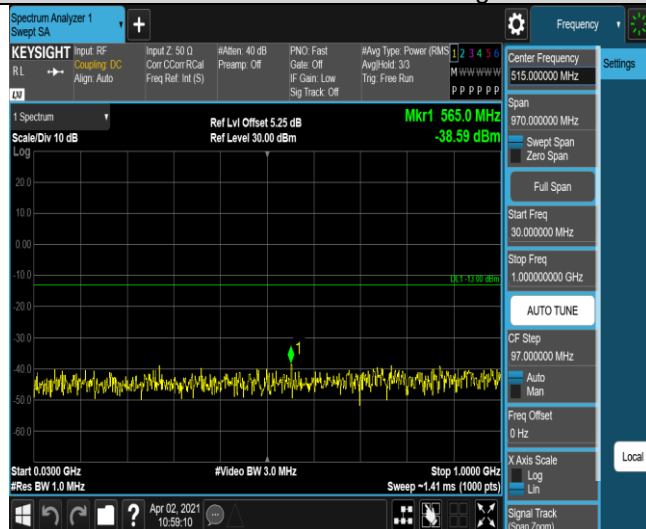 Spectrum Analyzer 1
Swept SA
+
Frequency
KEYSIGHT
Input: RF
Input Z: 50 Ω
#Atten: 40 dB
PNO: Fast
#Avg Type: Power (RMS
1 2 3 4 5 6
RL
Coupling: DC
Corr CCorr RCal
Preamp: Off
Gate: Off
Avg|Hold: 3/3
M W W W W W
Align: Auto
Freq Ref: Int (S)
IF Gain: Low
Trig: Free Run
Sig Track: Off
P P P P P P
LXI
1 Spectrum
Ref Lvl Offset 5.25 dB
Mkr1 565.0 MHz
Scale/Div 10 dB
Ref Level 30.00 dBm
-38.59 dBm
Log
20.0
10.0
0.00
-10.0
DL1 -13.00 dBm
-20.0
-30.0
1
-40.0
-50.0
-60.0
Start 0.0300 GHz
#Video BW 3.0 MHz
Stop 1.0000 GHz
#Res BW 1.0 MHz
Sweep ~1.41 ms (1000 pts)
Center Frequency
515.000000 MHz
Settings
Span
970.000000 MHz
Swept Span
Zero Span
Full Span
Start Freq
30.000000 MHz
Stop Freq
1.000000000 GHz
AUTO TUNE
CF Step
97.000000 MHz
Auto
Man
Freq Offset
0 Hz
X Axis Scale
Log
Lin
Local
Signal Track
(Span Zoom)
?
Apr 02, 2021
10:59:10